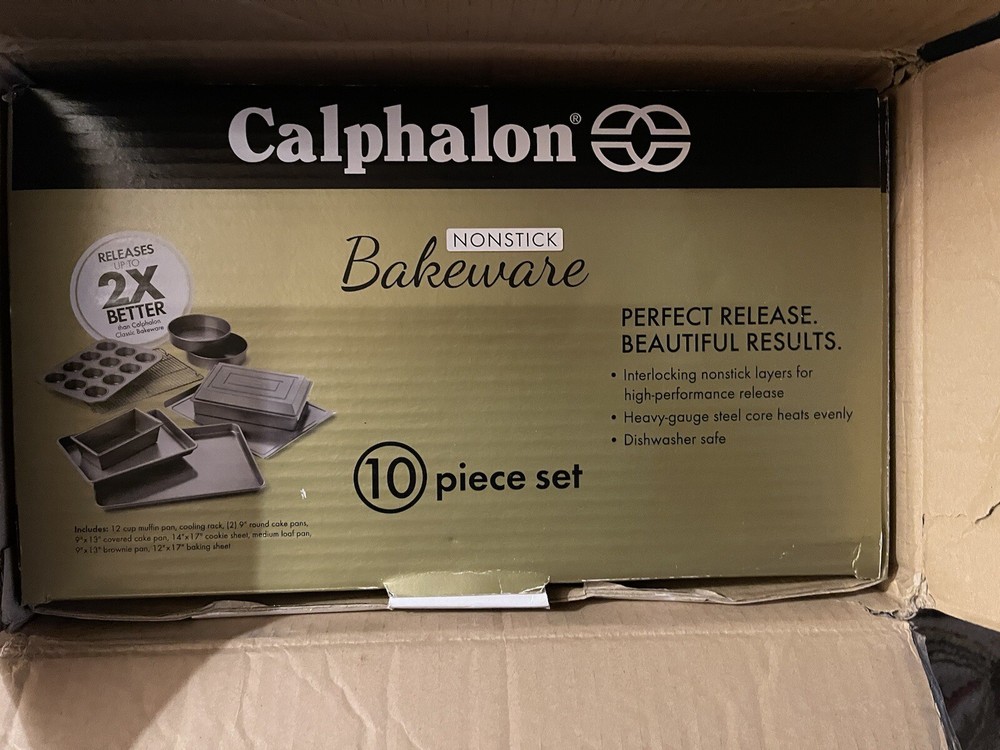 Calphalon®
NONSTICK
Bakeware
RELEASES
UP TO
2X
BETTER
than Calphalon
Classic Bakeware
PERFECT RELEASE.
BEAUTIFUL RESULTS.
• Interlocking nonstick layers for
high-performance release
• Heavy-gauge steel core heats evenly
• Dishwasher safe
10 piece set
Includes: 12 cup muffin pan, cooling rack, (2) 9" round cake pans,
9"x13" covered cake pan, 14"x17" cookie sheet, medium loaf pan,
9"x13" brownie pan, 12"x17" baking sheet